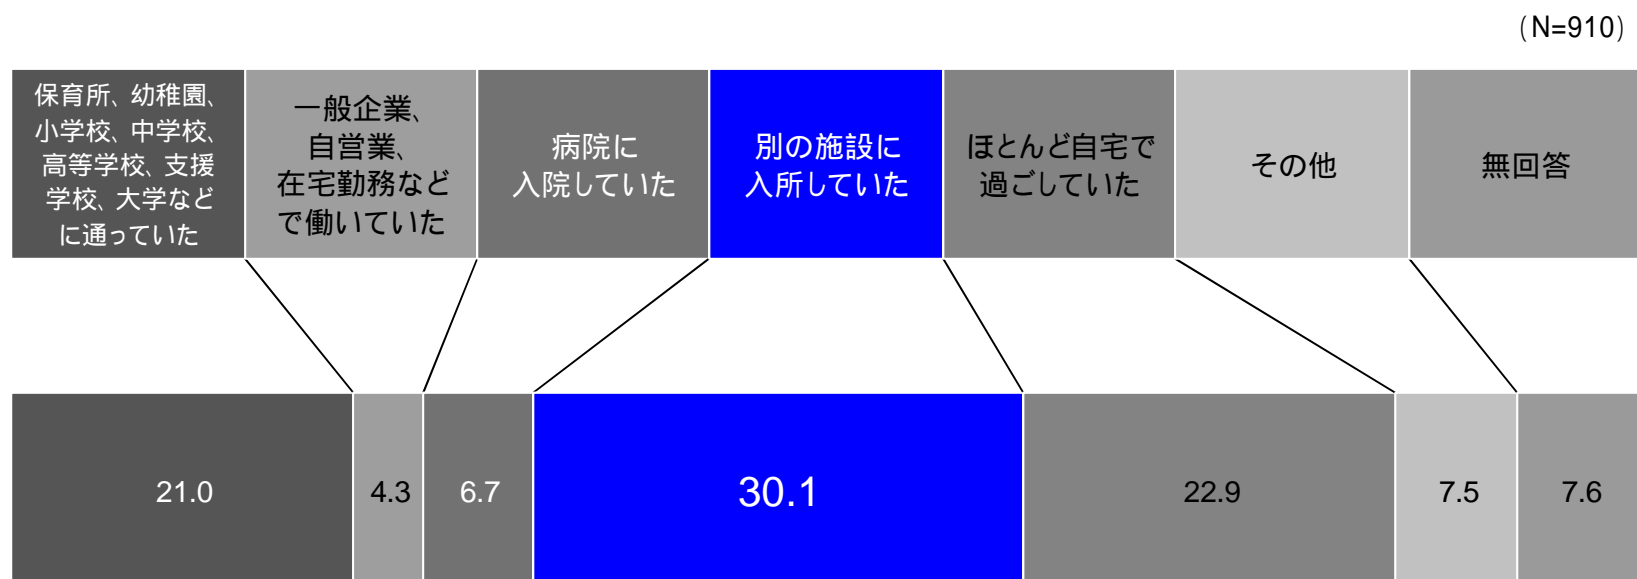 (N=910)
保育所、幼稚園、
小学校、中学校、
高等学校、支援
学校、大学など
に通っていた
一般企業、
自営業、
在宅勤務など
で働いていた
病院に
入院していた
別の施設に
入所していた
ほとんど自宅で
過ごしていた
その他
無回答
21.0
4.3
6.7
30.1
22.9
7.5
7.6